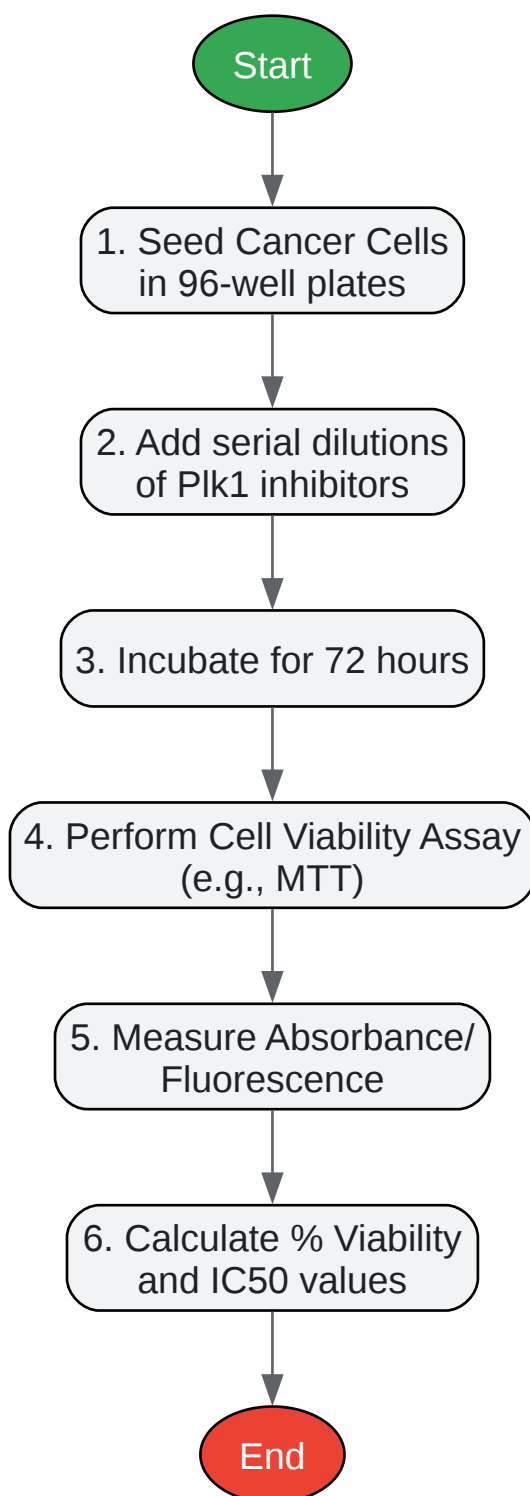 Start
1. Seed Cancer Cells
in 96-well plates
2. Add serial dilutions
of Plk1 inhibitors
3. Incubate for 72 hours
4. Perform Cell Viability Assay
(e.g., MTT)
5. Measure Absorbance/
Fluorescence
6. Calculate % Viability
and IC50 values
End